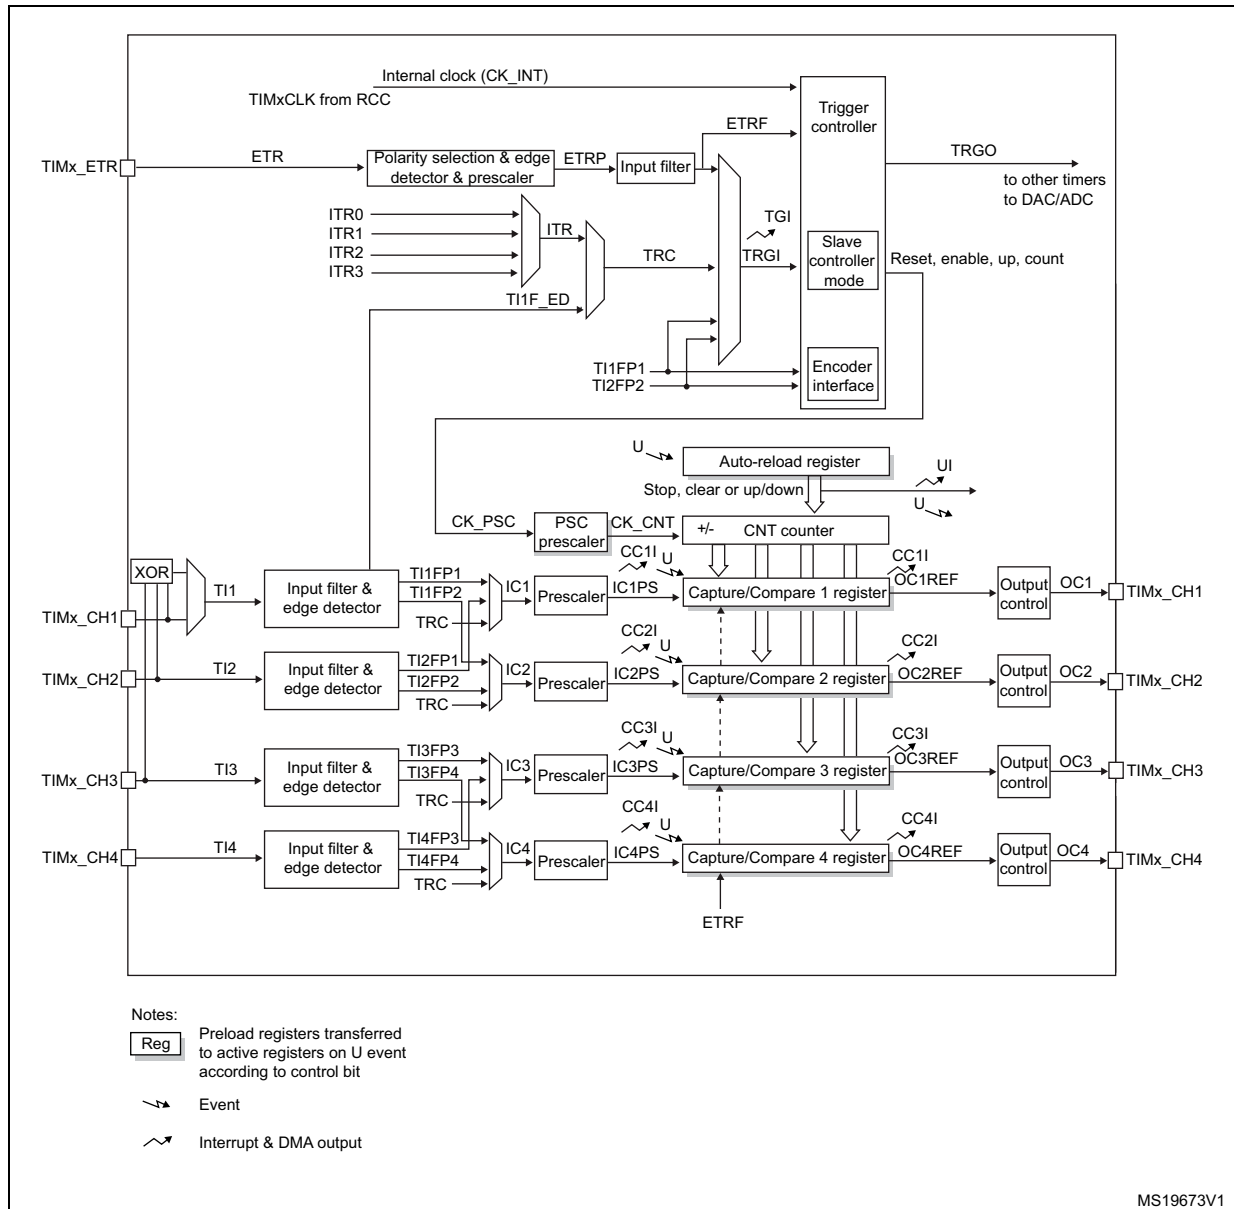 Internal clock (CK_INT)
TIMxCLK from RCC
Trigger
controller
ETRF
TIMx_ETR
ETR
Polarity selection & edge
detector & prescaler
ETRP
Input filter
TRGO
to other timers
to DAC/ADC
ITR0
ITR1
ITR2
ITR3
ITR
TRC
TGI
TRGI
Slave
controller
mode
Reset, enable, up, count
TI1F_ED
TI1FP1
TI2FP2
Encoder
interface
U
Auto-reload register
Stop, clear or up/down
UI
U
CK_PSC
PSC
prescaler
CK_CNT
+/-
CNT counter
XOR
TI1
Input filter &
edge detector
TI1FP1
TI1FP2
TRC
IC1
Prescaler
CC1I
U
IC1PS
Capture/Compare 1 register
CC1I
OC1REF
Output
control
OC1
TIMx_CH1
TIMx_CH1
TIMx_CH2
TI2
Input filter &
edge detector
TI2FP1
TI2FP2
TRC
IC2
Prescaler
CC2I
U
IC2PS
Capture/Compare 2 register
CC2I
OC2REF
Output
control
OC2
TIMx_CH2
TIMx_CH3
TI3
Input filter &
edge detector
TI3FP3
TI3FP4
TRC
IC3
Prescaler
CC3I
U
IC3PS
Capture/Compare 3 register
CC3I
OC3REF
Output
control
OC3
TIMx_CH3
TIMx_CH4
TI4
Input filter &
edge detector
TI4FP3
TI4FP4
TRC
IC4
Prescaler
CC4I
U
IC4PS
Capture/Compare 4 register
CC4I
OC4REF
Output
control
OC4
TIMx_CH4
ETRF
Notes:
Reg
Preload registers transferred
to active registers on U event
according to control bit
Event
Interrupt & DMA output
MS19673V1